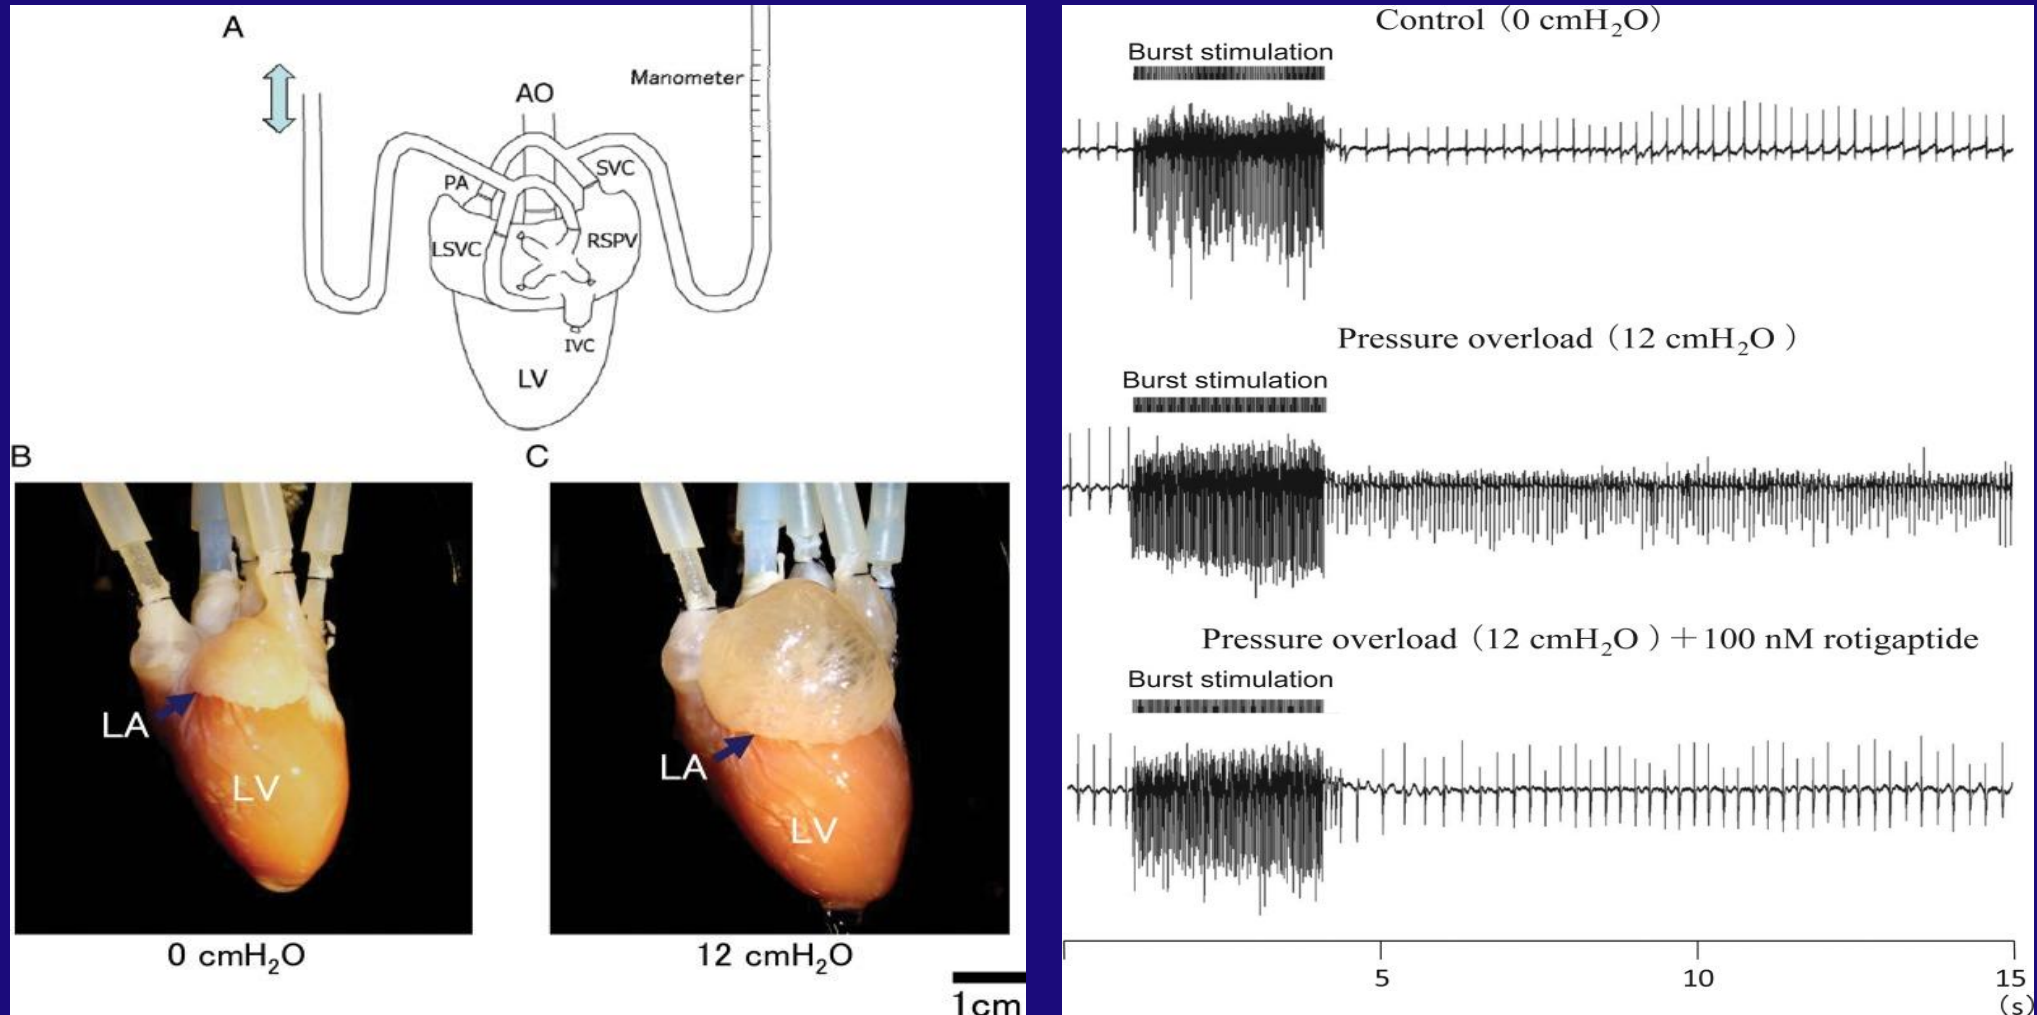 A
Manometer
AO
SVC
PA
LSVC
RSPV
IVC
LV
B
C
LA
LV
LA
LV
0 cmH₂O
12 cmH₂O
1cm
Control (0 cmH₂O)
Burst stimulation
Pressure overload (12 cmH₂O )
Burst stimulation
Pressure overload (12 cmH₂O ) + 100 nM rotigaptide
Burst stimulation
5
10
15
(s)